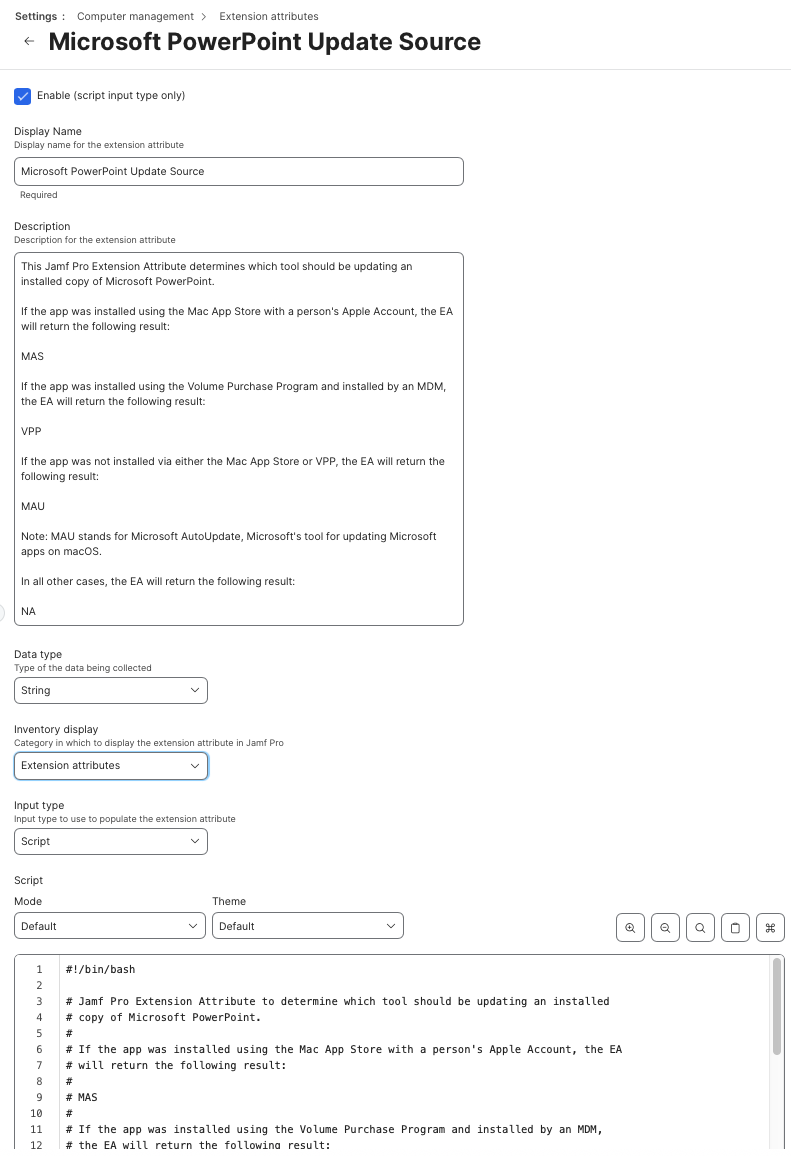 Settings : Computer management > Extension attributes
← Microsoft PowerPoint Update Source
Enable (script input type only)
Display Name
Display name for the extension attribute
Microsoft PowerPoint Update Source
Required
Description
Description for the extension attribute
This Jamf Pro Extension Attribute determines which tool should be updating an
installed copy of Microsoft PowerPoint.
If the app was installed using the Mac App Store with a person's Apple Account, the EA
will return the following result:
MAS
If the app was installed using the Volume Purchase Program and installed by an MDM,
the EA will return the following result:
VPP
If the app was not installed via either the Mac App Store or VPP, the EA will return the
following result:
MAU
Note: MAU stands for Microsoft AutoUpdate, Microsoft's tool for updating Microsoft
apps on macOS.
In all other cases, the EA will return the following result:
NA
Data type
Type of the data being collected
String
Inventory display
Category in which to display the extension attribute in Jamf Pro
Extension attributes
Input type
Input type to use to populate the extension attribute
Script
Script
Mode Theme
Default Default
1 #!/bin/bash
2
3 # Jamf Pro Extension Attribute to determine which tool should be updating an installed
4 # copy of Microsoft PowerPoint.
5 #
6 # If the app was installed using the Mac App Store with a person's Apple Account, the EA
7 # will return the following result:
8 #
9 # MAS
10 #
11 # If the app was installed using the Volume Purchase Program and installed by an MDM,
12 # the EA will return the following result: